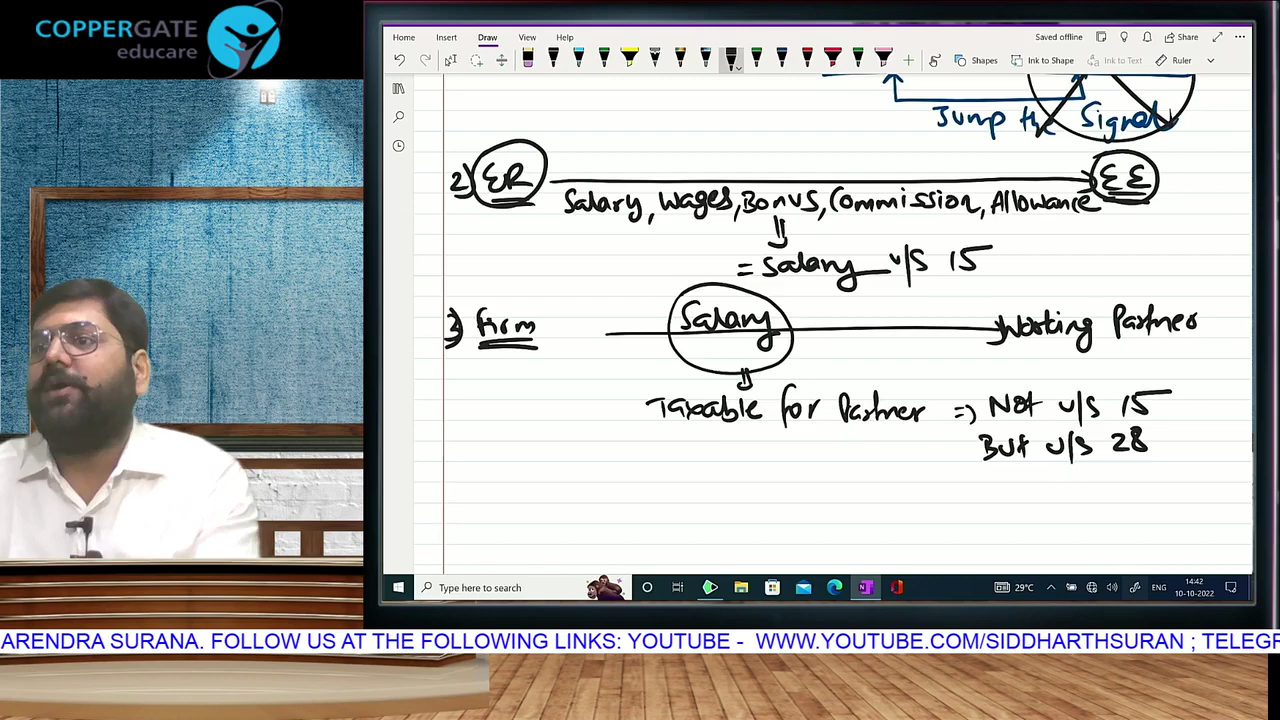 COPPERGATE
educare
Home Insert Draw View Help
Saved offline
Share
Shapes
Ink to Shape
Ink to Text
Ruler
Jump the Signal
2) ER EE
Salary, Wages, Bonus, Commission, Allowance
= Salary u/s 15
3) Firm Salary Working Partner
Taxable for Partner => Not u/s 15
But u/s 28
Type here to search
29°C
ENG
14:42
10-10-2022
ARENDRA SURANA. FOLLOW US AT THE FOLLOWING LINKS: YOUTUBE - WWW.YOUTUBE.COM/SIDDHARTHSURAN ; TELEGR